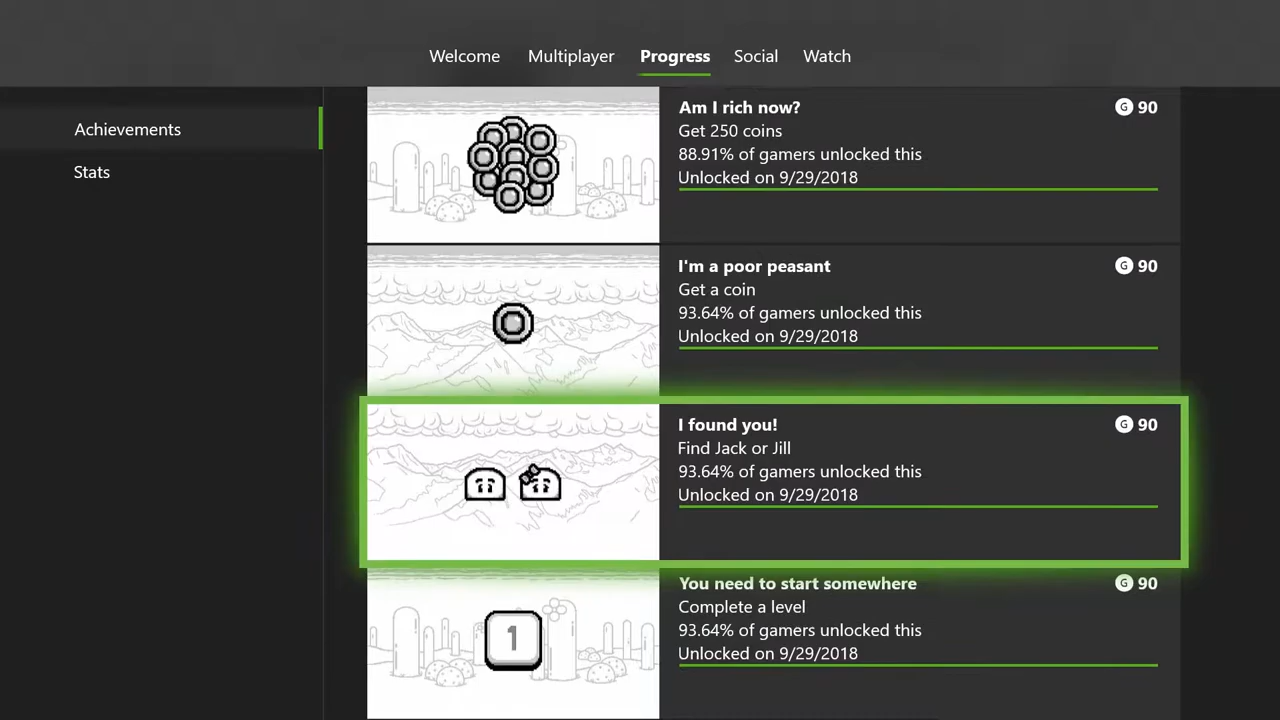 Welcome Multiplayer Progress Social Watch
Achievements
Stats
Am I rich now? G 90
Get 250 coins
88.91% of gamers unlocked this
Unlocked on 9/29/2018
I'm a poor peasant G 90
Get a coin
93.64% of gamers unlocked this
Unlocked on 9/29/2018
I found you! G 90
Find Jack or Jill
93.64% of gamers unlocked this
Unlocked on 9/29/2018
1
You need to start somewhere G 90
Complete a level
93.64% of gamers unlocked this
Unlocked on 9/29/2018